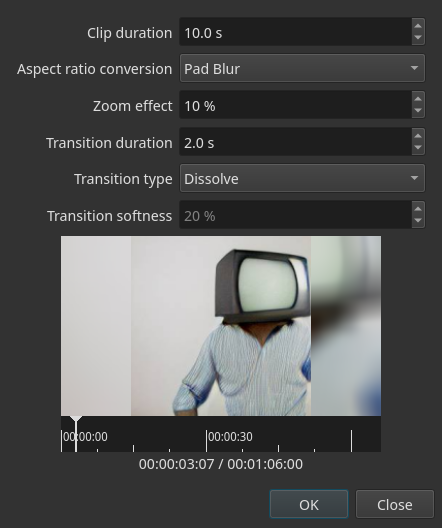 Clip duration 10.0 s
Aspect ratio conversion Pad Blur
Zoom effect 10 %
Transition duration 2.0 s
Transition type Dissolve
Transition softness 20 %
00:00:00 00:00:30
00:00:03:07 / 00:01:06:00
OK Close